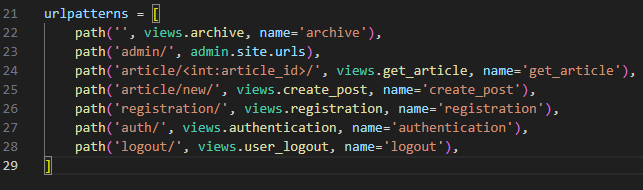 21 urlpatterns = [
22     path('', views.archive, name='archive'),
23     path('admin/', admin.site.urls),
24     path('article/<int:article_id>/', views.get_article, name='get_article'),
25     path('article/new/', views.create_post, name='create_post'),
26     path('registration/', views.registration, name='registration'),
27     path('auth/', views.authentication, name='authentication'),
28     path('logout/', views.user_logout, name='logout'),
29 ]